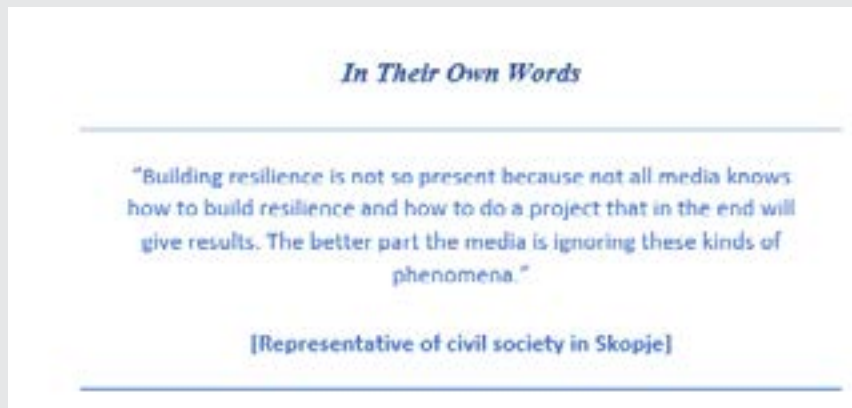 In Their Own Words
"Building resilience is not so present because not all media knows
how to build resilience and how to do a project that in the end will
give results. The better part the media is ignoring these kinds of
phenomena."
[Representative of civil society in Skopje]